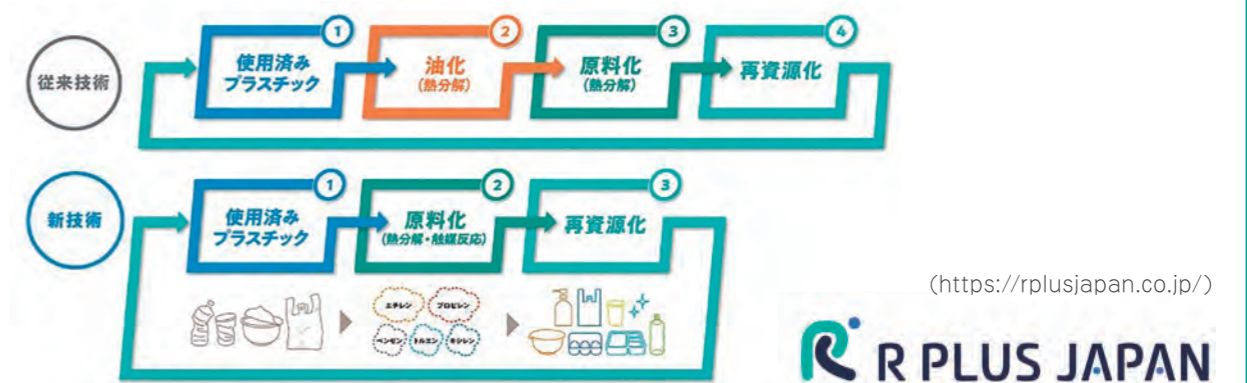 従来技術
1
使用済み
プラスチック
2
油化
(熱分解)
3
原料化
(熱分解)
4
再資源化
新技術
1
使用済み
プラスチック
2
原料化
(熱分解・触媒反応)
3
再資源化
エチレン
プロピレン
ベンゼン
トルエン
キシレン
(https://rplusjapan.co.jp/)
R PLUS JAPAN